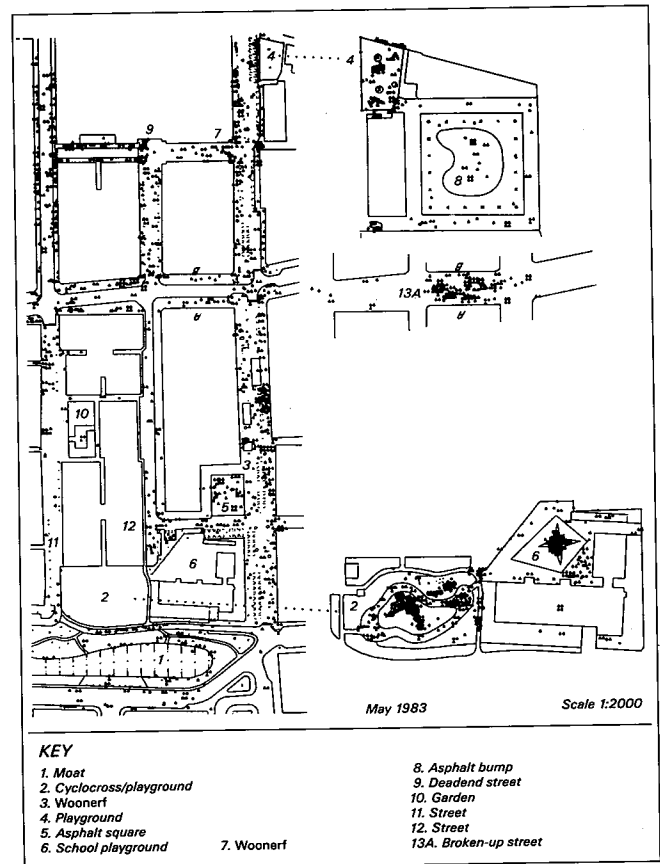 4
4
9
7
8
13A
10
3
5
11
12
6
6
2
2
1
May 1983
Scale 1:2000
KEY
1. Moat
2. Cyclocross/playground
3. Woonerf
4. Playground
5. Asphalt square
6. School playground
7. Woonerf
8. Asphalt bump
9. Deadend street
10. Garden
11. Street
12. Street
13A. Broken-up street